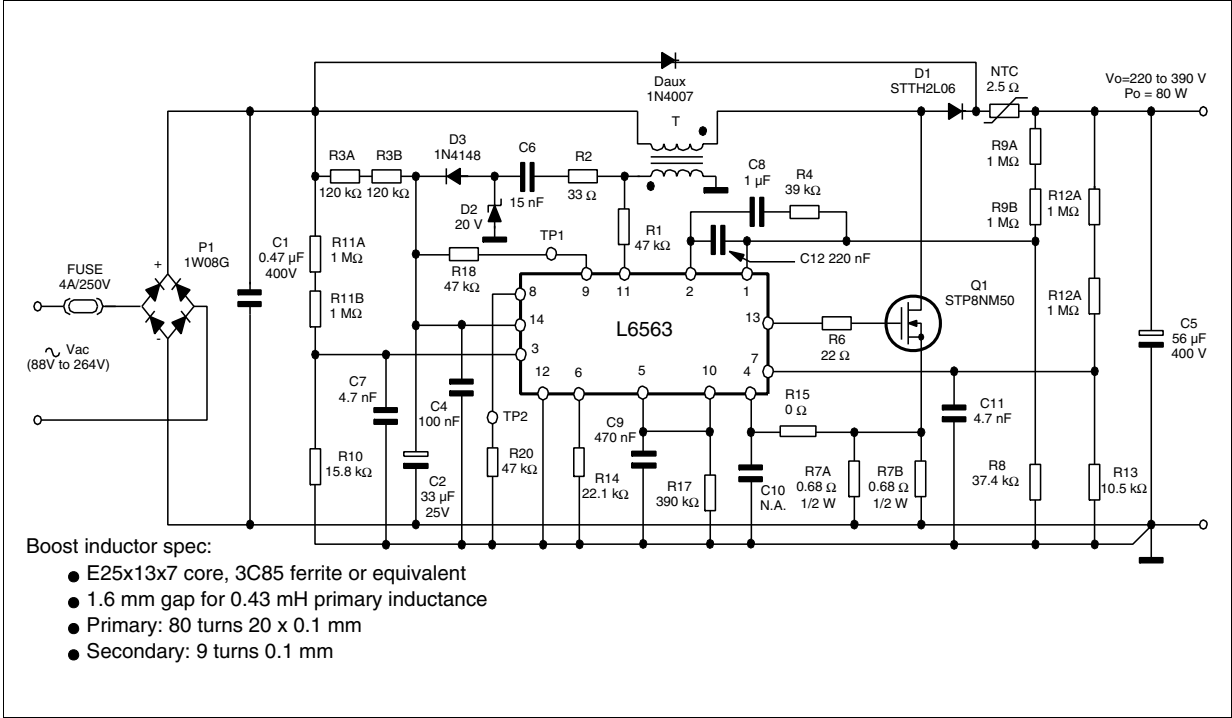 Daux
1N4007
T
D1
STTH2L06
NTC
2.5 Ω
Vo=220 to 390 V
Po = 80 W
R3A
120 kΩ
R3B
120 kΩ
D3
1N4148
C6
15 nF
R2
33 Ω
C8
1 µF
R4
39 kΩ
R9A
1 MΩ
R9B
1 MΩ
R12A
1 MΩ
D2
20 V
TP1
R1
47 kΩ
C12 220 nF
P1
1W08G
C1
0.47 µF
400V
R11A
1 MΩ
R11B
1 MΩ
R18
47 kΩ
FUSE
4A/250V
+
-
Vac
(88V to 264V)
8
9
11
2
1
14
3
12
6
5
10
4
7
13
L6563
R6
22 Ω
Q1
STP8NM50
R12A
1 MΩ
C5
56 µF
400 V
C7
4.7 nF
C4
100 nF
TP2
R20
47 kΩ
C9
470 nF
R15
0 Ω
C11
4.7 nF
R10
15.8 kΩ
C2
33 µF
25V
R14
22.1 kΩ
R17
390 kΩ
C10
N.A.
R7A
0.68 Ω
1/2 W
R7B
0.68 Ω
1/2 W
R8
37.4 kΩ
R13
10.5 kΩ
Boost inductor spec:
● E25x13x7 core, 3C85 ferrite or equivalent
● 1.6 mm gap for 0.43 mH primary inductance
● Primary: 80 turns 20 x 0.1 mm
● Secondary: 9 turns 0.1 mm